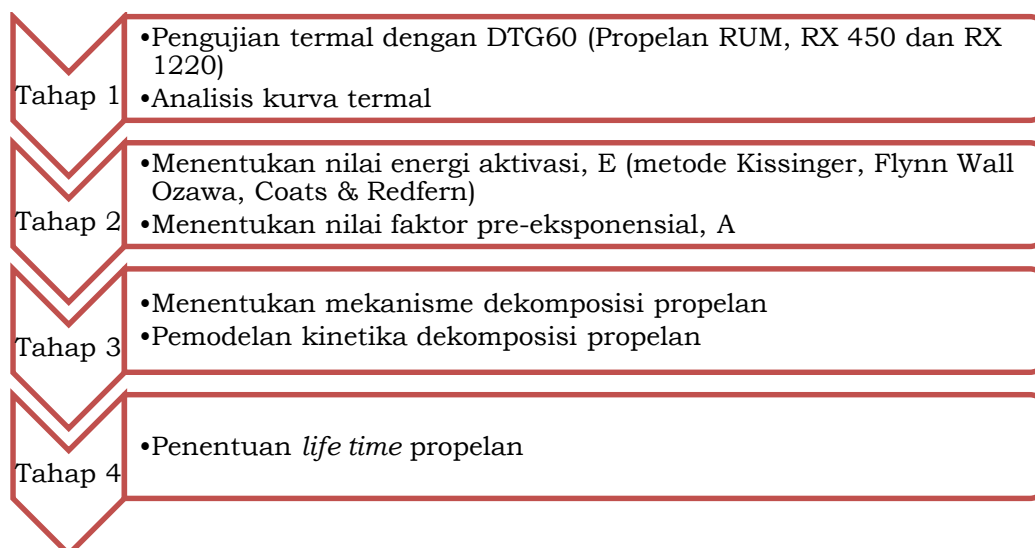 Tahap 1
•Pengujian termal dengan DTG60 (Propelan RUM, RX 450 dan RX
1220)
•Analisis kurva termal
Tahap 2
•Menentukan nilai energi aktivasi, E (metode Kissinger, Flynn Wall
Ozawa, Coats & Redfern)
•Menentukan nilai faktor pre-eksponensial, A
Tahap 3
•Menentukan mekanisme dekomposisi propelan
•Pemodelan kinetika dekomposisi propelan
Tahap 4
•Penentuan life time propelan